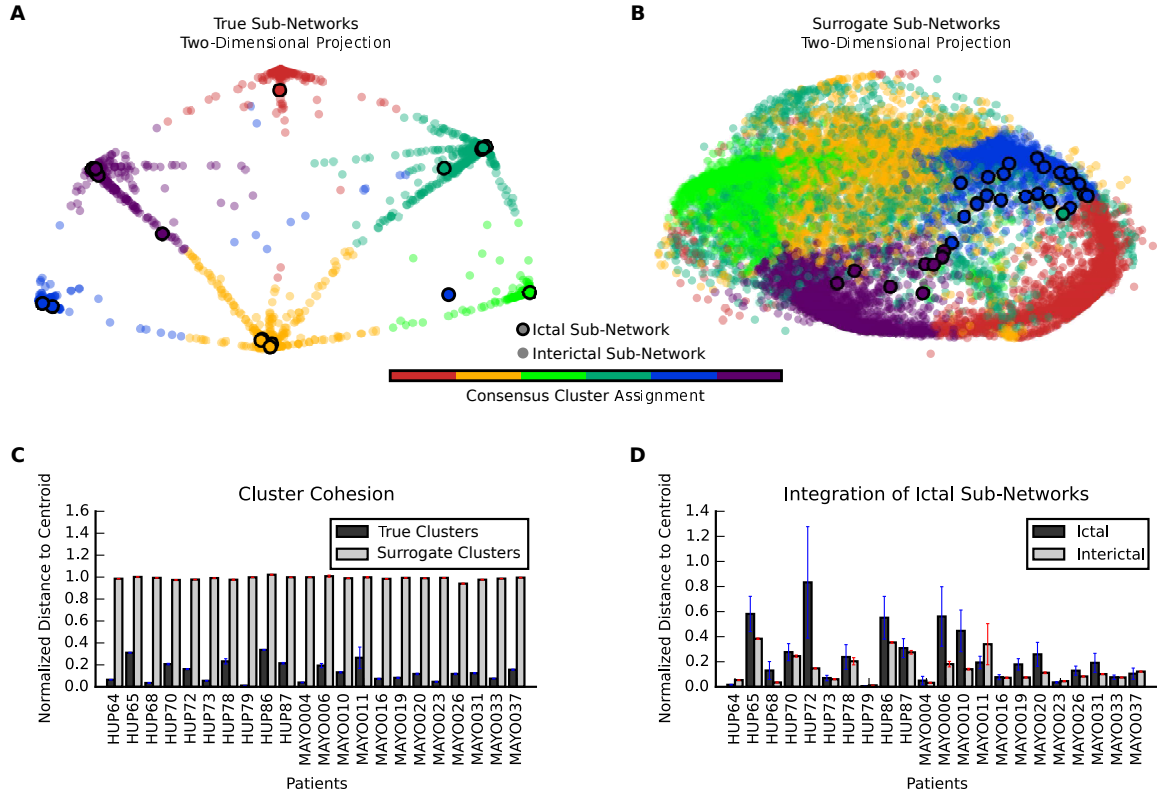 A
True Sub-Networks
Two-Dimensional Projection
B
Surrogate Sub-Networks
Two-Dimensional Projection
Ictal Sub-Network
Interictal Sub-Network
Consensus Cluster Assignment
C
Cluster Cohesion
Normalized Distance to Centroid
1.6
1.4
1.2
1.0
0.8
0.6
0.4
0.2
0.0
True Clusters
Surrogate Clusters
HUP64
HUP65
HUP68
HUP70
HUP72
HUP73
HUP78
HUP79
HUP86
HUP87
MAYO004
MAYO006
MAYO010
MAYO011
MAYO016
MAYO019
MAYO020
MAYO023
MAYO026
MAYO031
MAYO033
MAYO037
Patients
D
Integration of Ictal Sub-Networks
Normalized Distance to Centroid
1.4
1.2
1.0
0.8
0.6
0.4
0.2
0.0
Ictal
Interictal
HUP64
HUP65
HUP68
HUP70
HUP72
HUP73
HUP78
HUP79
HUP86
HUP87
MAYO004
MAYO006
MAYO010
MAYO011
MAYO016
MAYO019
MAYO020
MAYO023
MAYO026
MAYO031
MAYO033
MAYO037
Patients